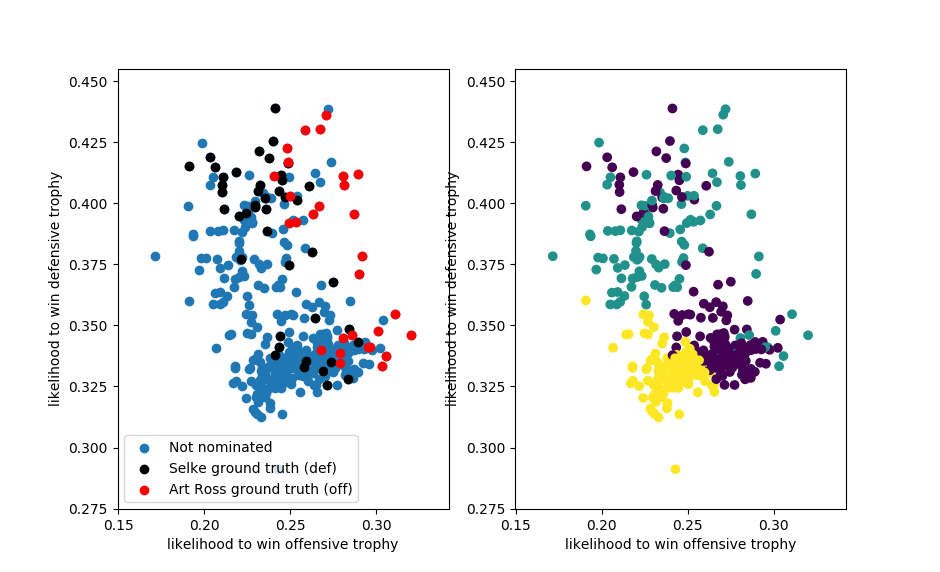 0.450
0.425
0.400
0.375
0.350
0.325
0.300
0.275
likelihood to win defensive trophy
Not nominated
Selke ground truth (def)
Art Ross ground truth (off)
0.15 0.20 0.25 0.30
likelihood to win offensive trophy
0.450
0.425
0.400
0.375
0.350
0.325
0.300
0.275
likelihood to win defensive trophy
0.15 0.20 0.25 0.30
likelihood to win offensive trophy